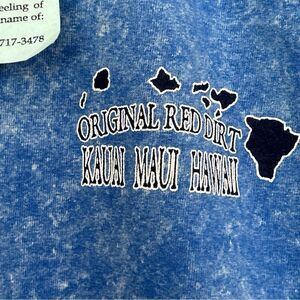 eeling of
name of:
717-3478
ORIGINAL RED DIRT
KAUAI MAUI HAWAII